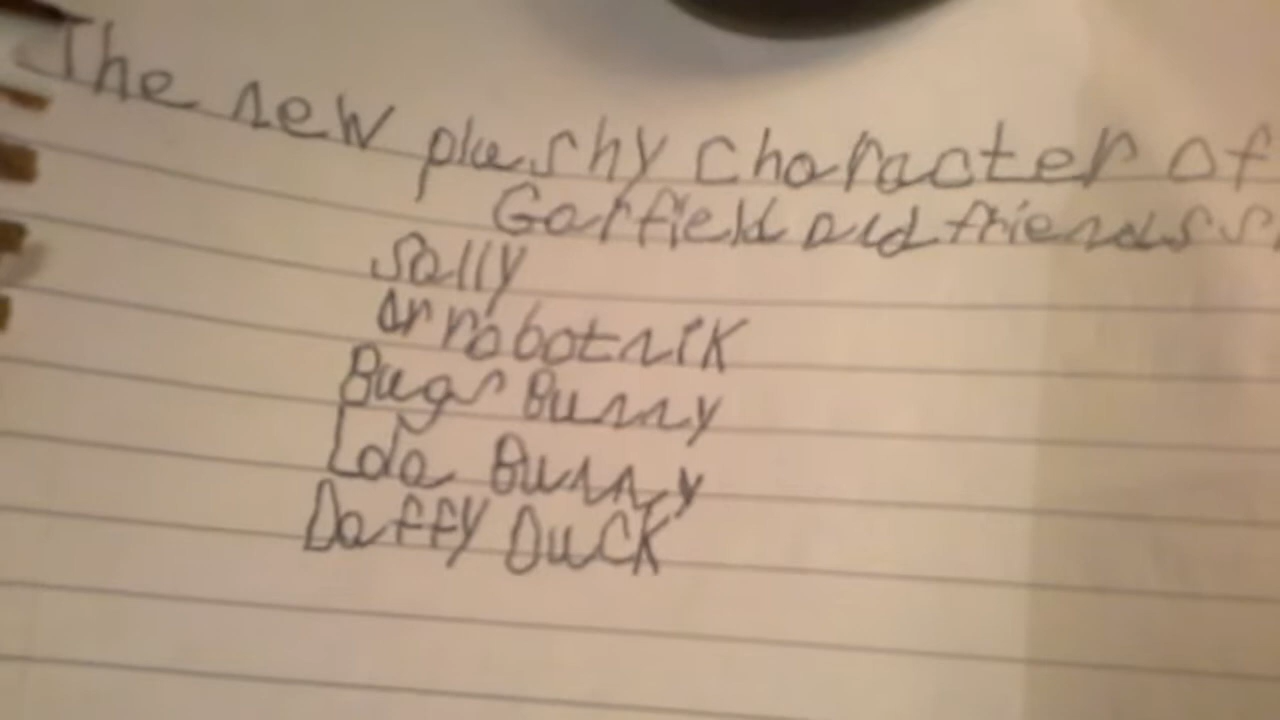 The new plushy character of
Garfield and friends
Sally
dr robotnik
Bugs Bunny
Lola Bunny
Daffy Duck